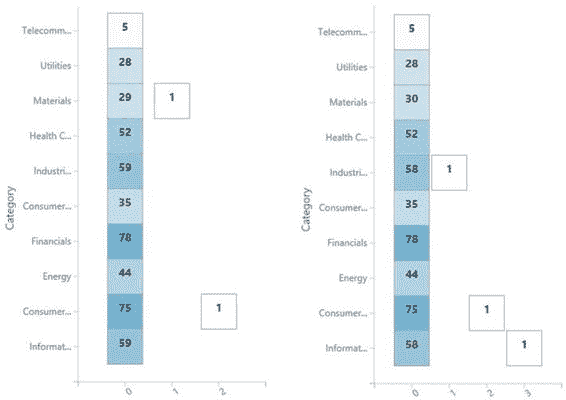 Telecomm... 5
Utilities 28
Materials 29 1
Health C... 52
Industri... 59
Consumer... 35
Financials 78
Energy 44
Consumer... 75 1
Informat... 59
Category
0 1 2
Telecomm... 5
Utilities 28
Materials 30
Health C... 52
Industri... 58 1
Consumer... 35
Financials 78
Energy 44
Consumer... 75 1
Informat... 58 1
Category
0 1 2 3